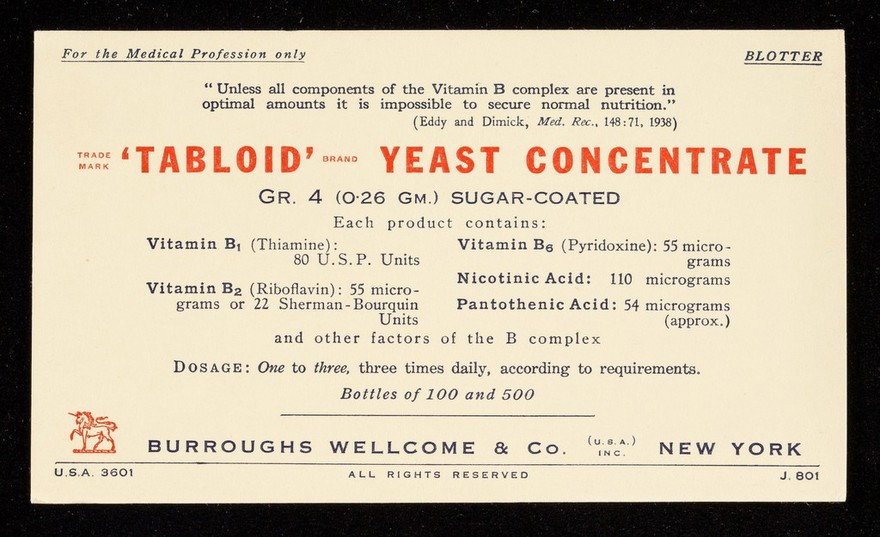 For the Medical Profession only
BLOTTER
“Unless all components of the Vitamin B complex are present in
optimal amounts it is impossible to secure normal nutrition.”
(Eddy and Dimick, Med. Rec., 148:71, 1938)
TRADE MARK ‘TABLOID’ BRAND YEAST CONCENTRATE
GR. 4 (0·26 GM.) SUGAR-COATED
Each product contains:
Vitamin B₁ (Thiamine):
80 U.S.P. Units
Vitamin B₂ (Riboflavin): 55 micro-
grams or 22 Sherman-Bourquin
Units
Vitamin B₆ (Pyridoxine): 55 micro-
grams
Nicotinic Acid: 110 micrograms
Pantothenic Acid: 54 micrograms
(approx.)
and other factors of the B complex
DOSAGE: One to three, three times daily, according to requirements.
Bottles of 100 and 500
BURROUGHS WELLCOME & CO. (U.S.A.) INC. NEW YORK
U.S.A. 3601
ALL RIGHTS RESERVED
J. 801